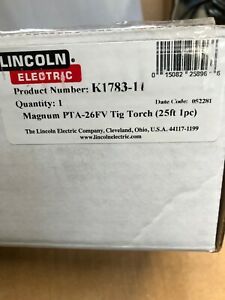 LINCOLN
ELECTRIC
0 15082 25896 6
Product Number: K1783-11
Quantity: 1 Date Code: 052281
Magnum PTA-26FV Tig Torch (25ft 1pc)
The Lincoln Electric Company, Cleveland, Ohio, U.S.A. 44117-1199
www.lincolnelectric.com